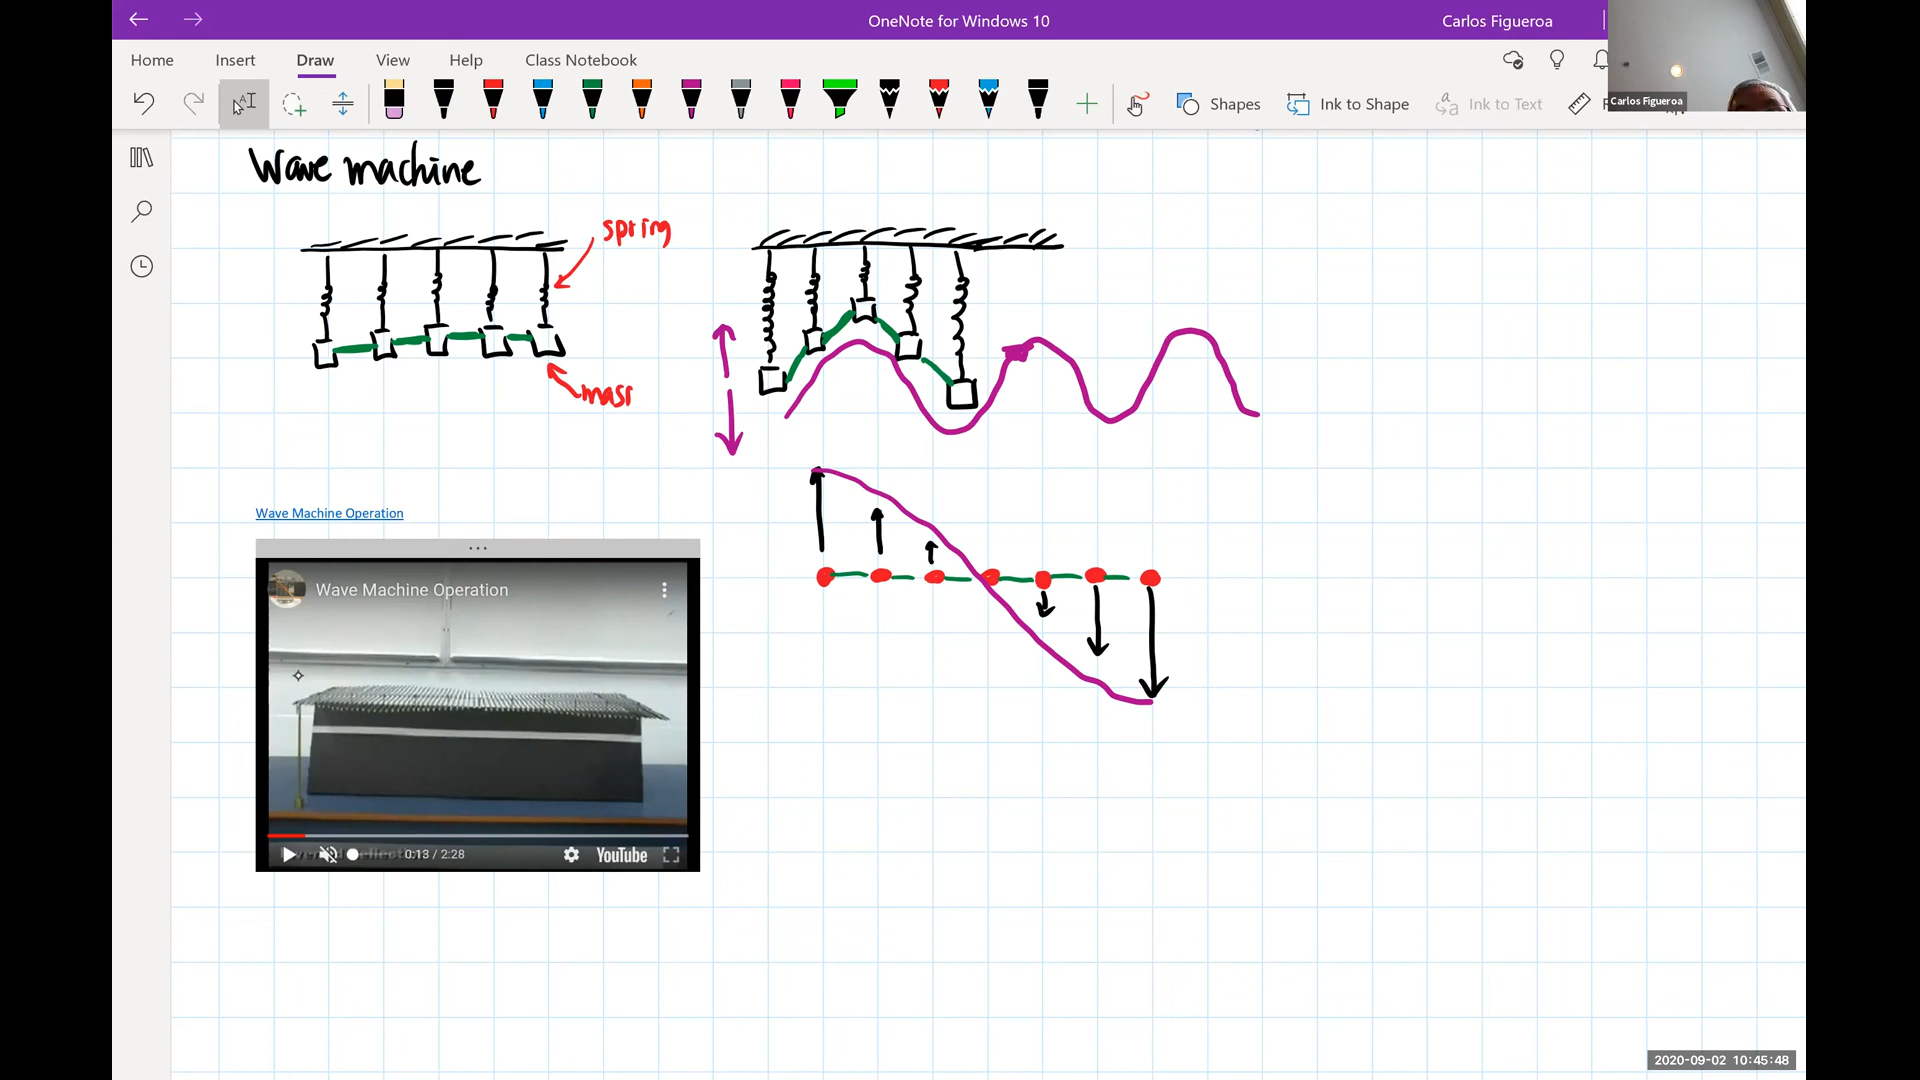 OneNote for Windows 10
Carlos Figueroa
Home Insert Draw View Help Class Notebook
Shapes Ink to Shape Ink to Text
Carlos Figueroa
Wave machine
spring
mass
Wave Machine Operation
Wave Machine Operation
0:13 / 2:28 YouTube
2020-09-02 10:45:48